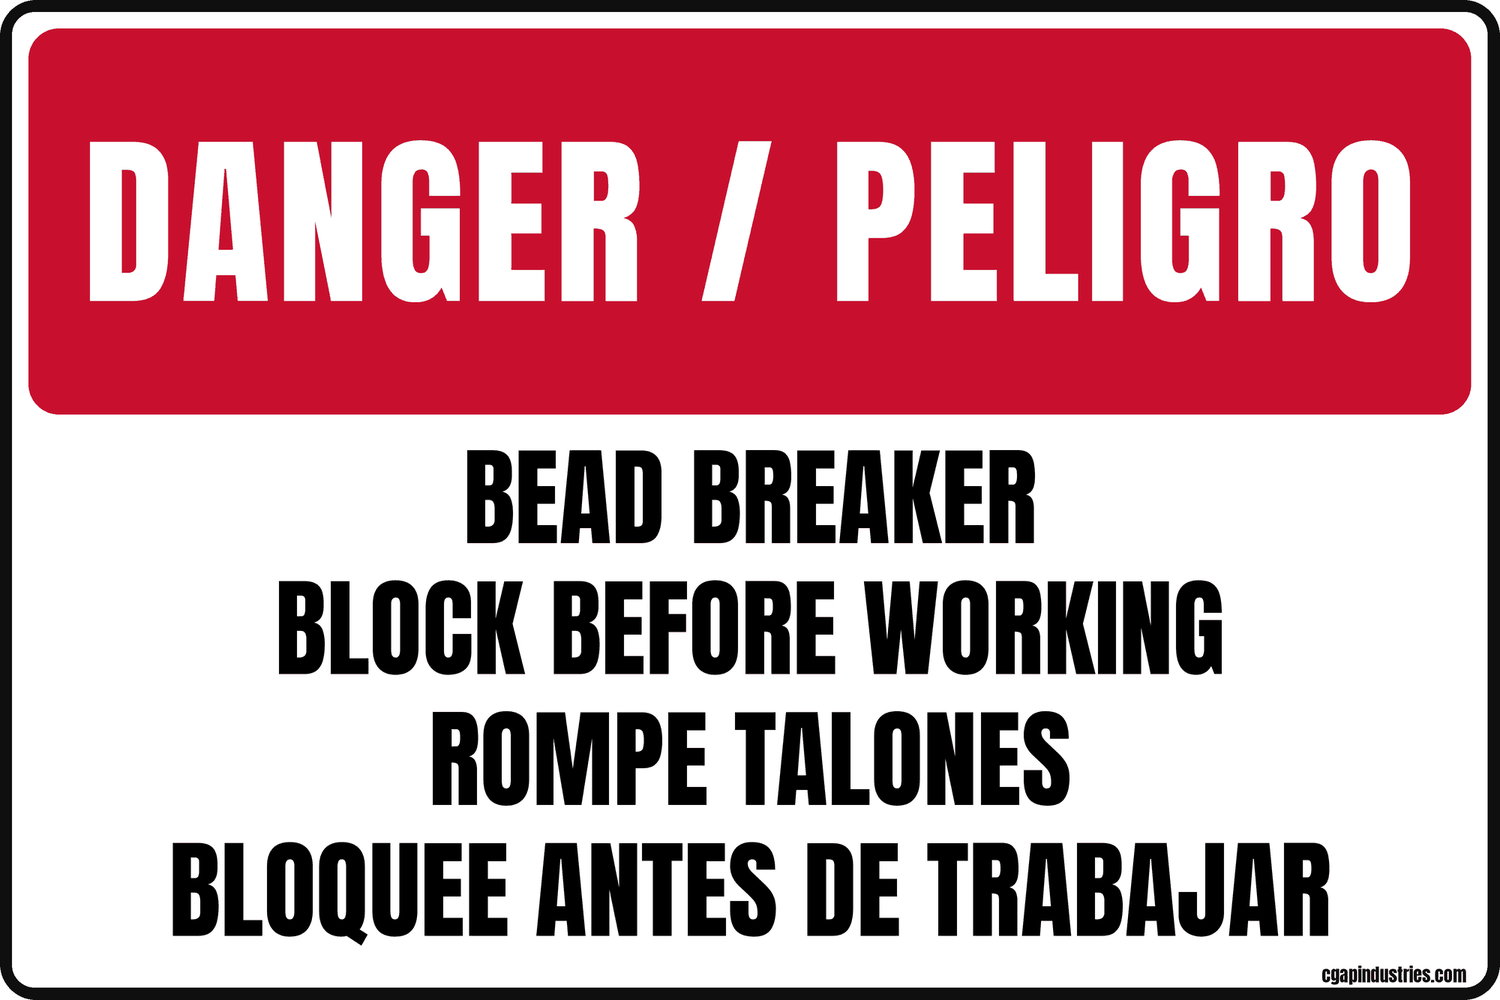 DANGER / PELIGRO
BEAD BREAKER
BLOCK BEFORE WORKING
ROMPE TALONES
BLOQUEE ANTES DE TRABAJAR
cgapindustries.com